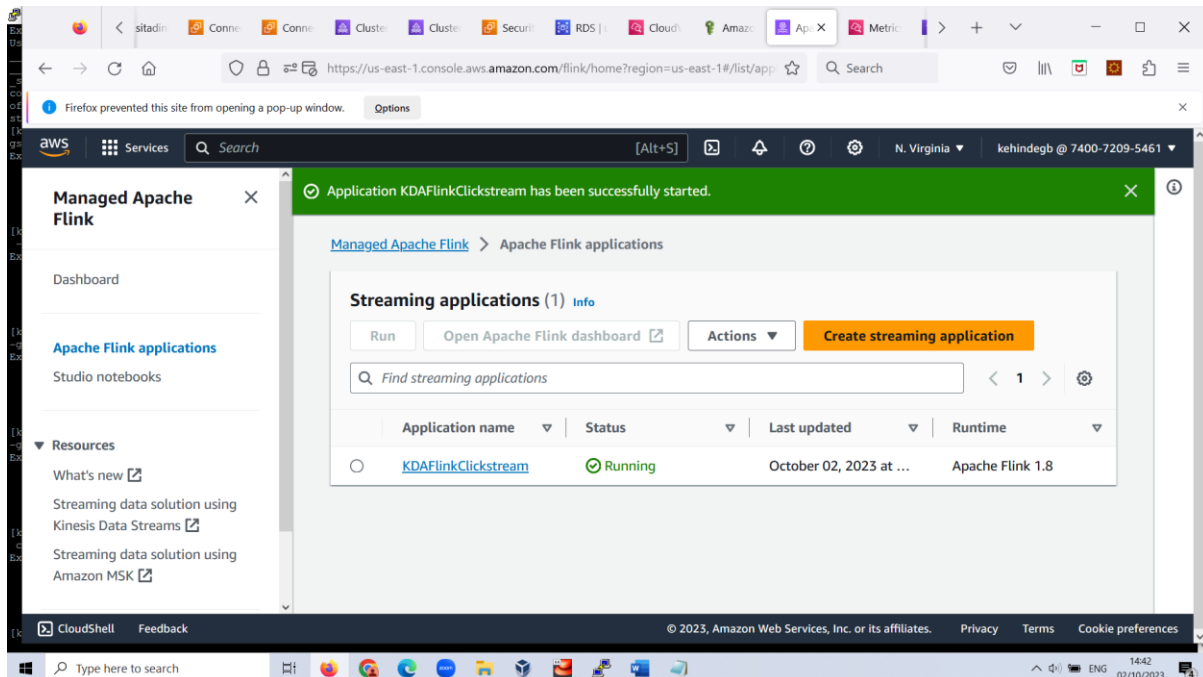 Ex
Us
sitadin
Conne
Conne
Cluste
Cluste
Securi
RDS | 
Cloud
Amazo
Apa
Metric
https://us-east-1.console.aws.amazon.com/flink/home?region=us-east-1#/list/app
Search
Firefox prevented this site from opening a pop-up window.
Options
aws
Services
Search
[Alt+S]
N. Virginia ▼
kehindegb @ 7400-7209-5461 ▼
Managed Apache
Flink
Application KDAFlinkClickstream has been successfully started.
Managed Apache Flink > Apache Flink applications
Dashboard
Apache Flink applications
Studio notebooks
Resources
What's new
Streaming data solution using
Kinesis Data Streams
Streaming data solution using
Amazon MSK
Streaming applications (1) Info
Run
Open Apache Flink dashboard
Actions ▼
Create streaming application
Find streaming applications
< 1 >
Application name
Status
Last updated
Runtime
KDAFlinkClickstream
Running
October 02, 2023 at ...
Apache Flink 1.8
CloudShell
Feedback
© 2023, Amazon Web Services, Inc. or its affiliates.
Privacy
Terms
Cookie preferences
Type here to search
ENG
14:42
02/10/2023